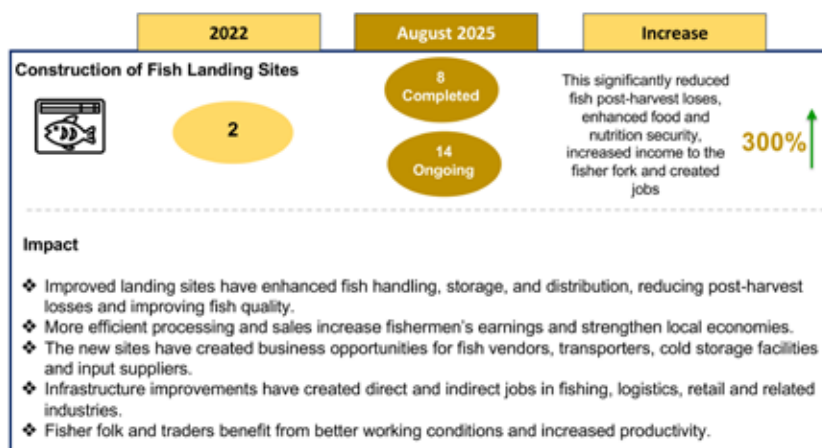 2022
August 2025
Increase
Construction of Fish Landing Sites
2
8
Completed
14
Ongoing
This significantly reduced
fish post-harvest loses,
enhanced food and
nutrition security,
increased income to the
fisher fork and created
jobs
300%
Impact
❖ Improved landing sites have enhanced fish handling, storage, and distribution, reducing post-harvest
losses and improving fish quality.
❖ More efficient processing and sales increase fishermen's earnings and strengthen local economies.
❖ The new sites have created business opportunities for fish vendors, transporters, cold storage facilities
and input suppliers.
❖ Infrastructure improvements have created direct and indirect jobs in fishing, logistics, retail and related
industries.
❖ Fisher folk and traders benefit from better working conditions and increased productivity.